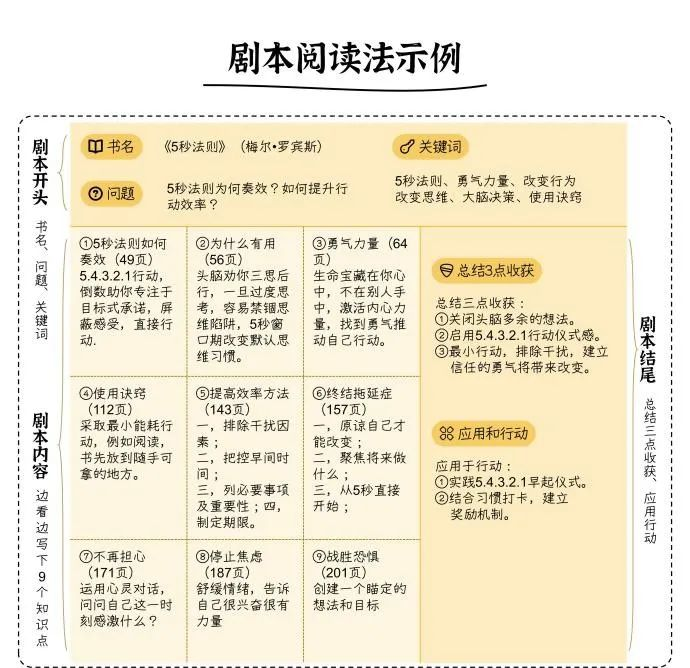 剧本阅读法示例
剧本开头
书名、问题、关键词
书名
《5秒法则》（梅尔•罗宾斯）
问题
5秒法则为何奏效？如何提升行
动效率？
关键词
5秒法则、勇气力量、改变行为
改变思维、大脑决策、使用诀窍
剧本内容
边看边写下9个知识点
①5秒法则如何
奏效（49页）
5.4.3.2.1行动，
倒数助你专注于
目标式承诺，屏
蔽感受，直接行
动.
②为什么有用
（56页）
头脑劝你三思后
行，一旦过度思
考，容易禁锢思
维陷阱，5秒窗
口期改变默认思
维习惯。
③勇气力量（64
页）
生命宝藏在你心
中，不在别人手
中，激活内心力
量，找到勇气推
动自己行动。
④使用诀窍
（112页）
采取最小能耗行
动，例如阅读，
书先放到随手可
拿的地方。
⑤提高效率方法
（143页）
一，排除干扰因
素；
二，把控早间时
间；
三，列必要事项
及重要性；四，
制定期限。
⑥终结拖延症
（157页）
一，原谅自己才
能改变；
二，聚焦将来做
什么；
三，从5秒直接
开始；
⑦不再担心
（171页）
运用心灵对话，
问问自己这一时
刻感激什么？
⑧停止焦虑
（187页）
舒缓情绪，告诉
自己很兴奋很有
力量
⑨战胜恐惧
（201页）
创建一个瞄定的
想法和目标
总结3点收获
总结三点收获：
①关闭头脑多余的想法。
②启用5.4.3.2.1行动仪式感。
③最小行动，排除干扰，建立
信任的勇气将带来改变。
应用和行动
应用于行动：
①实践5.4.3.2.1早起仪式。
②结合习惯打卡，建立
奖励机制。
剧本结尾
总结三点收获、应用行动